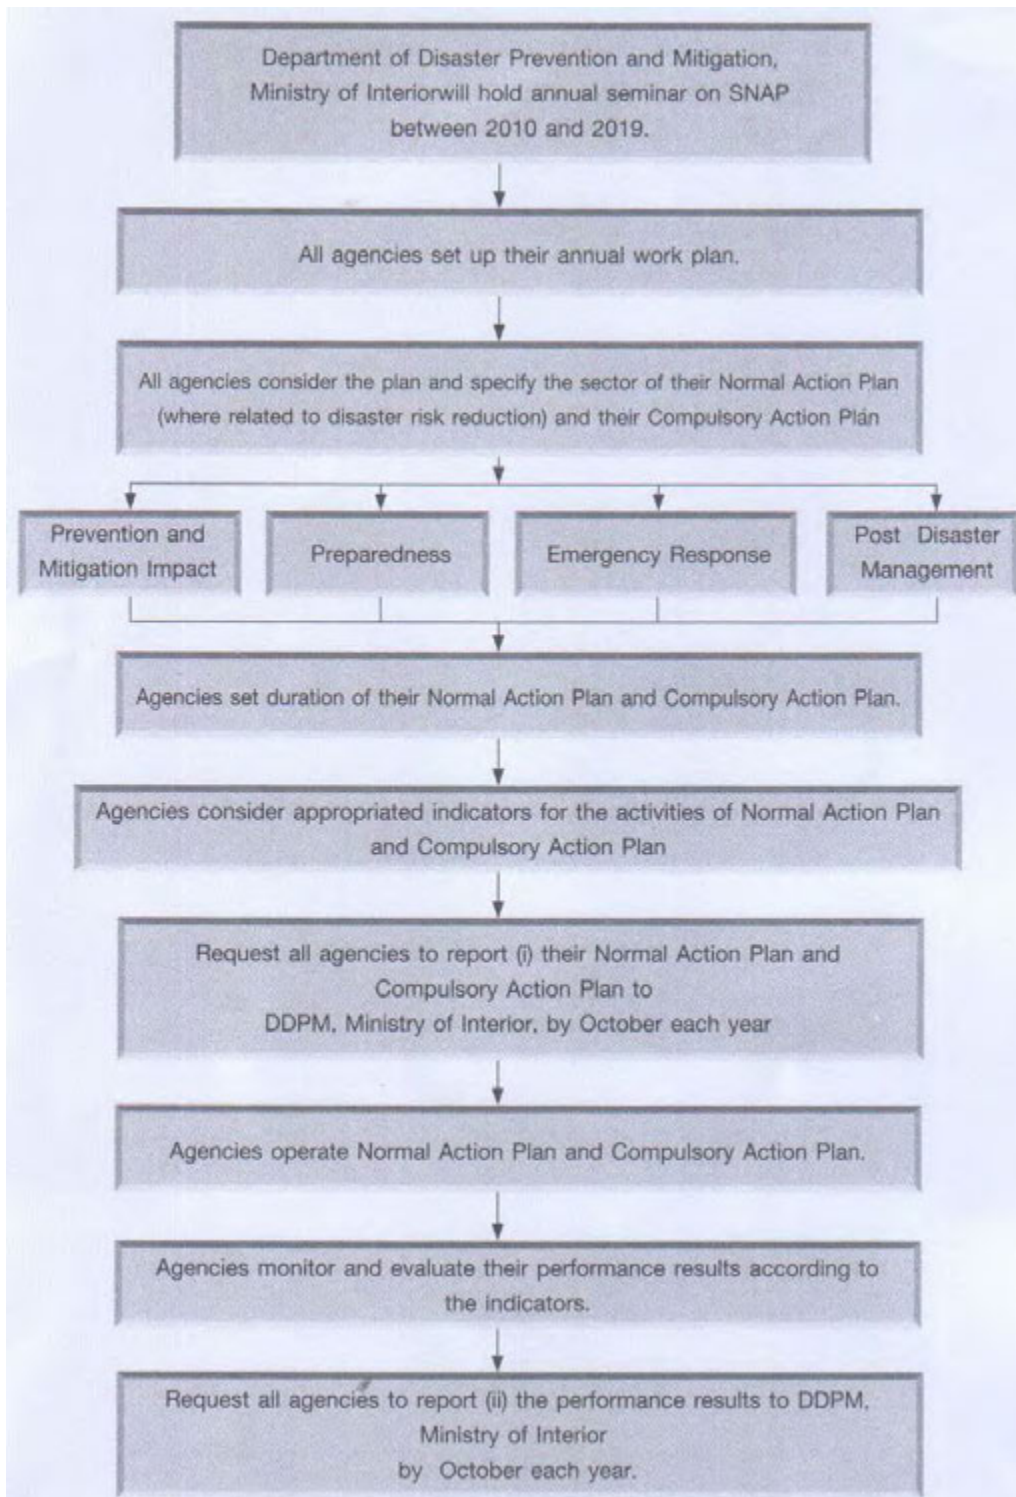 Department of Disaster Prevention and Mitigation,
Ministry of Interiorwill hold annual seminar on SNAP
between 2010 and 2019.
All agencies set up their annual work plan.
All agencies consider the plan and specify the sector of their Normal Action Plan
(where related to disaster risk reduction) and their Compulsory Action Plan
Prevention and
Mitigation Impact
Preparedness
Emergency Response
Post Disaster
Management
Agencies set duration of their Normal Action Plan and Compulsory Action Plan.
Agencies consider appropriated indicators for the activities of Normal Action Plan
and Compulsory Action Plan
Request all agencies to report (i) their Normal Action Plan and
Compulsory Action Plan to
DDPM, Ministry of Interior, by October each year
Agencies operate Normal Action Plan and Compulsory Action Plan.
Agencies monitor and evaluate their performance results according to
the indicators.
Request all agencies to report (ii) the performance results to DDPM,
Ministry of Interior
by October each year.